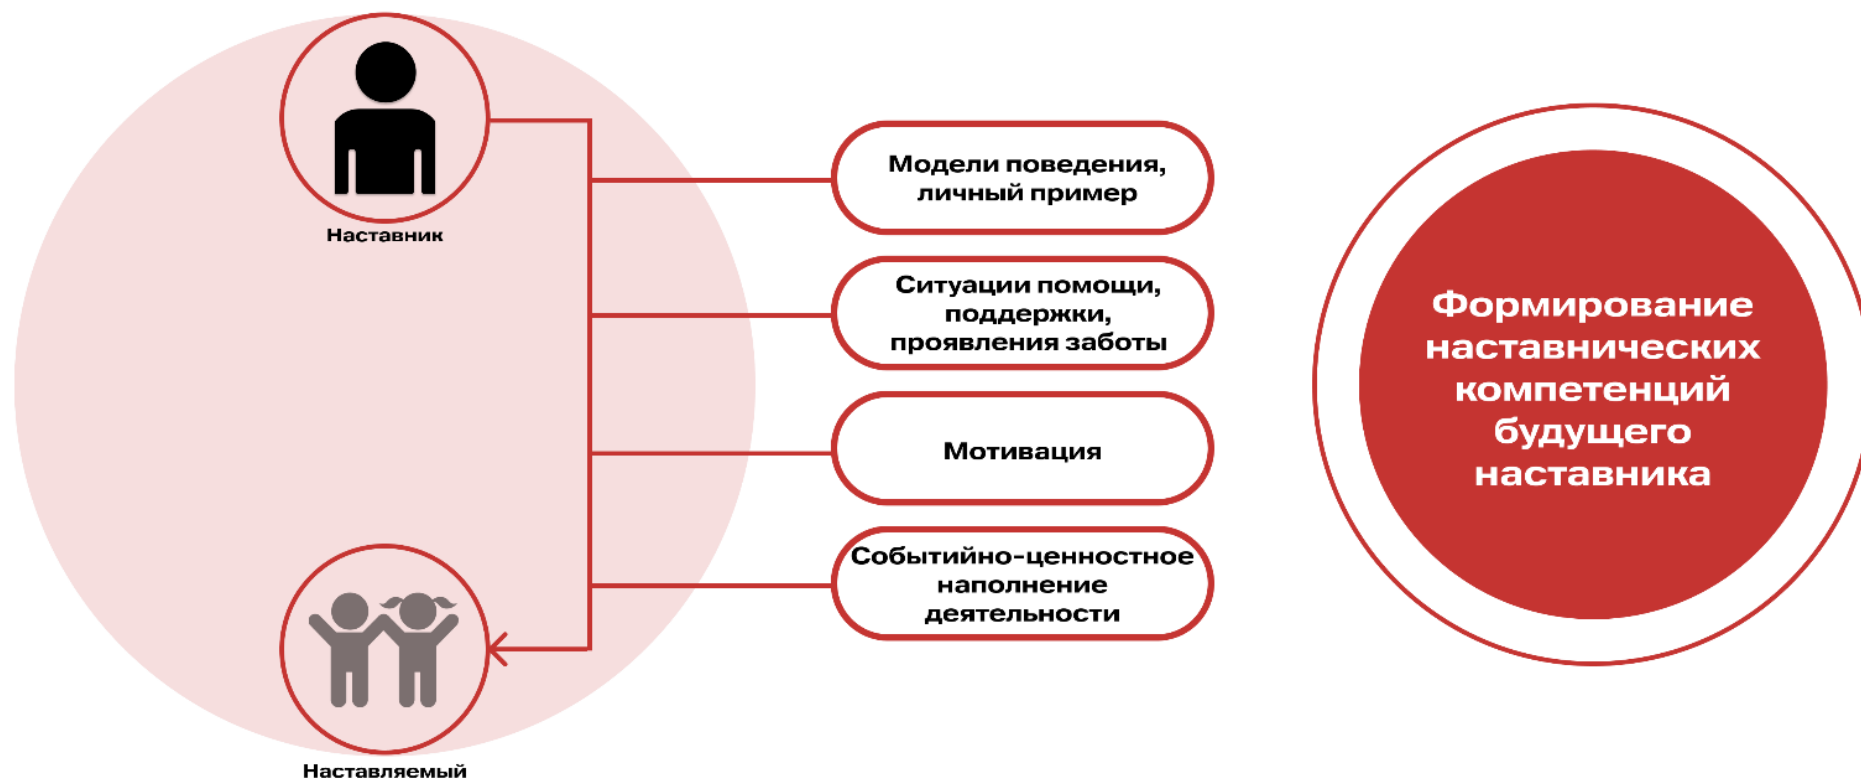 Наставник
Модели поведения,
личный пример
Ситуации помощи,
поддержки,
проявления заботы
Мотивация
Событийно-ценностное
наполнение
деятельности
Наставляемый
Формирование
наставнических
компетенций
будущего
наставника